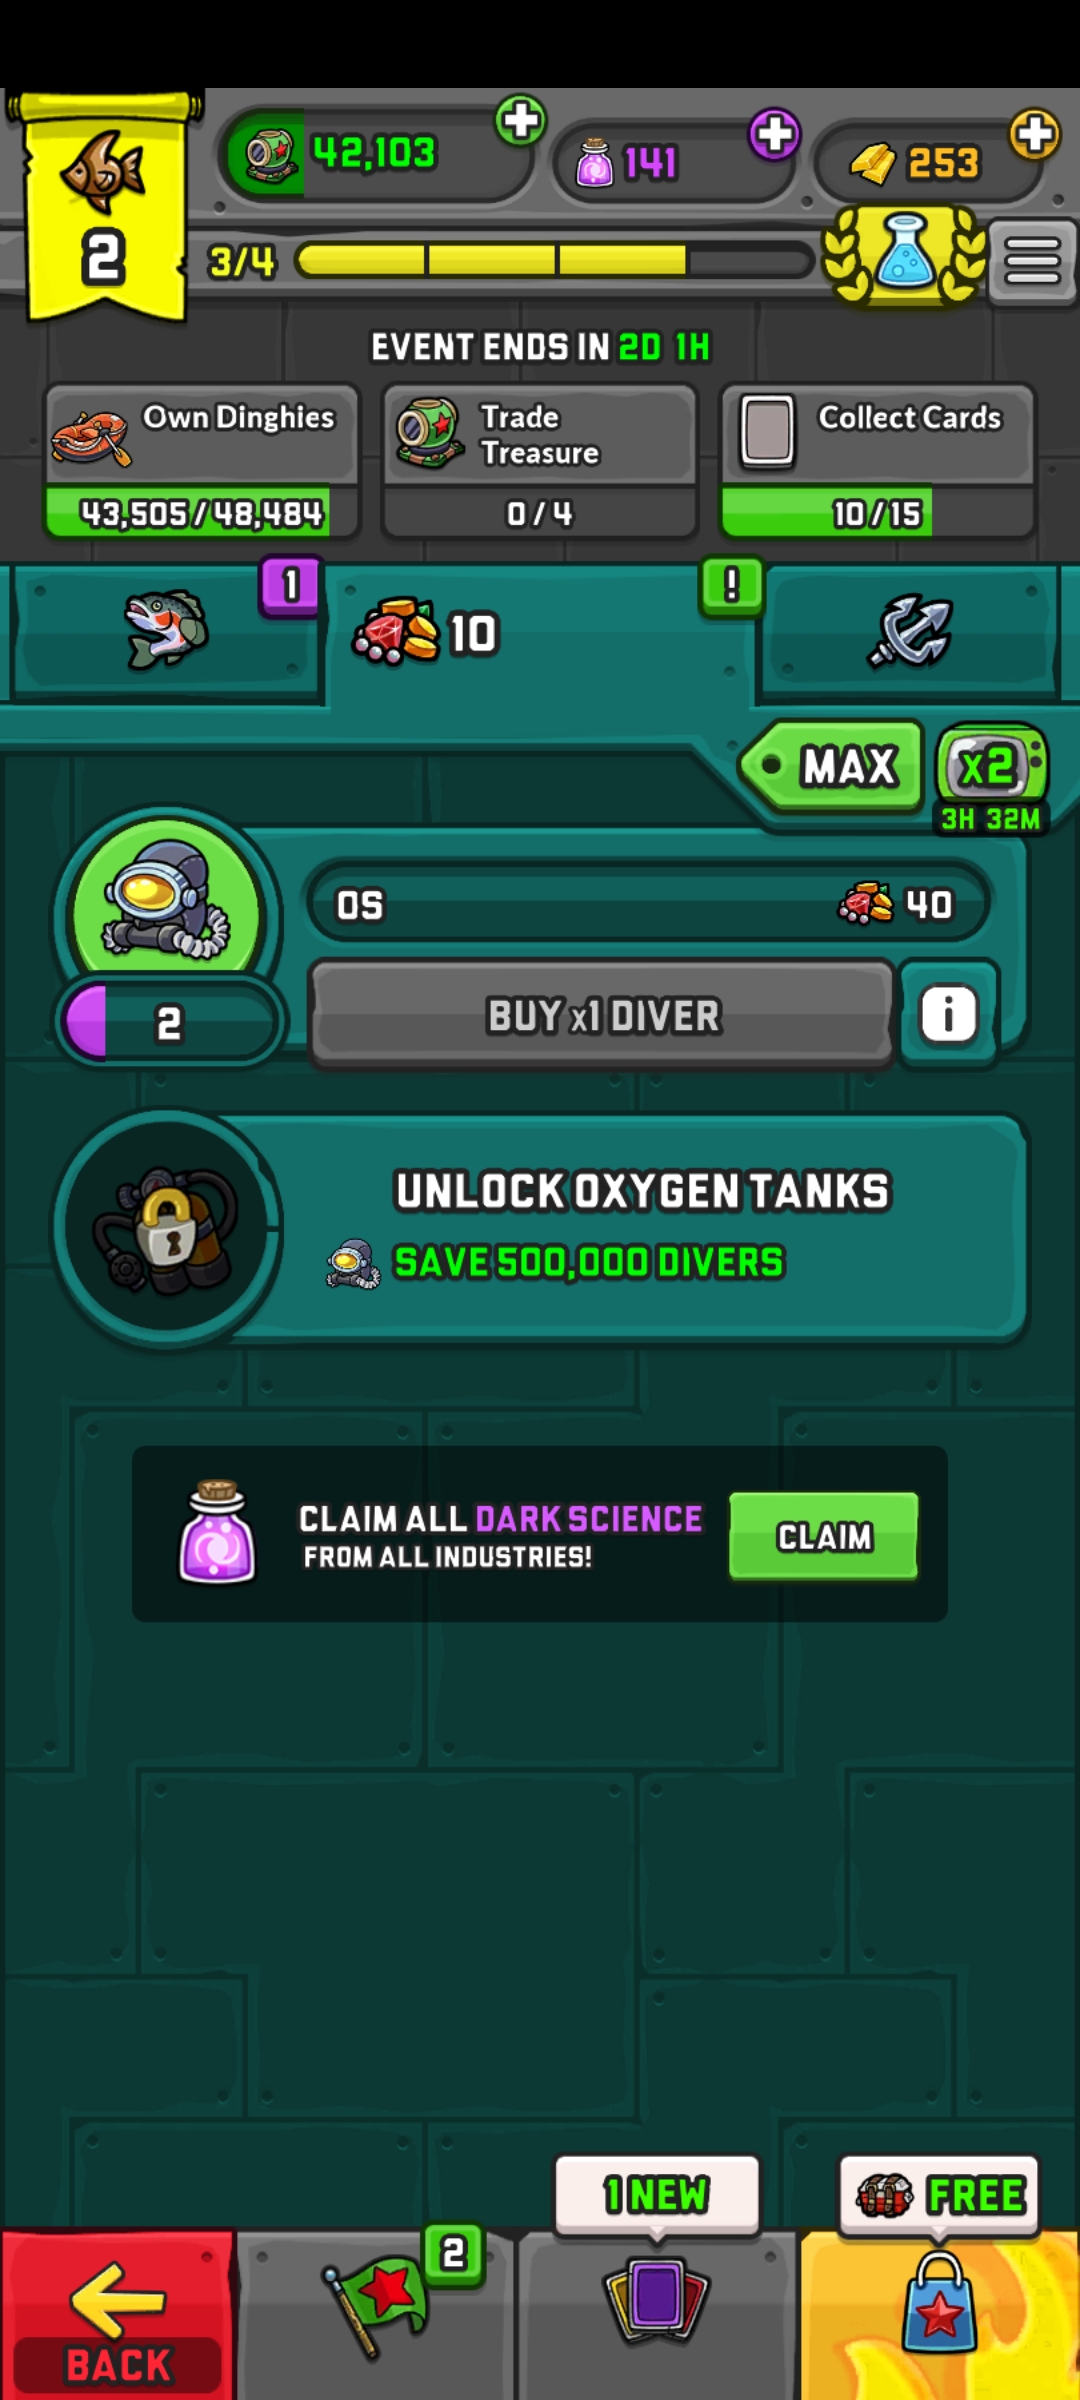 42,103
141
253
2
3/4
EVENT ENDS IN 2D 1H
Own Dinghies
43,505/48,484
Trade
Treasure
0/4
Collect Cards
10/15
1
10
!
MAX
x2
3H 32M
0S
40
2
BUY x1 DIVER
i
UNLOCK OXYGEN TANKS
SAVE 500,000 DIVERS
CLAIM ALL DARK SCIENCE
FROM ALL INDUSTRIES!
CLAIM
1 NEW
FREE
2
BACK